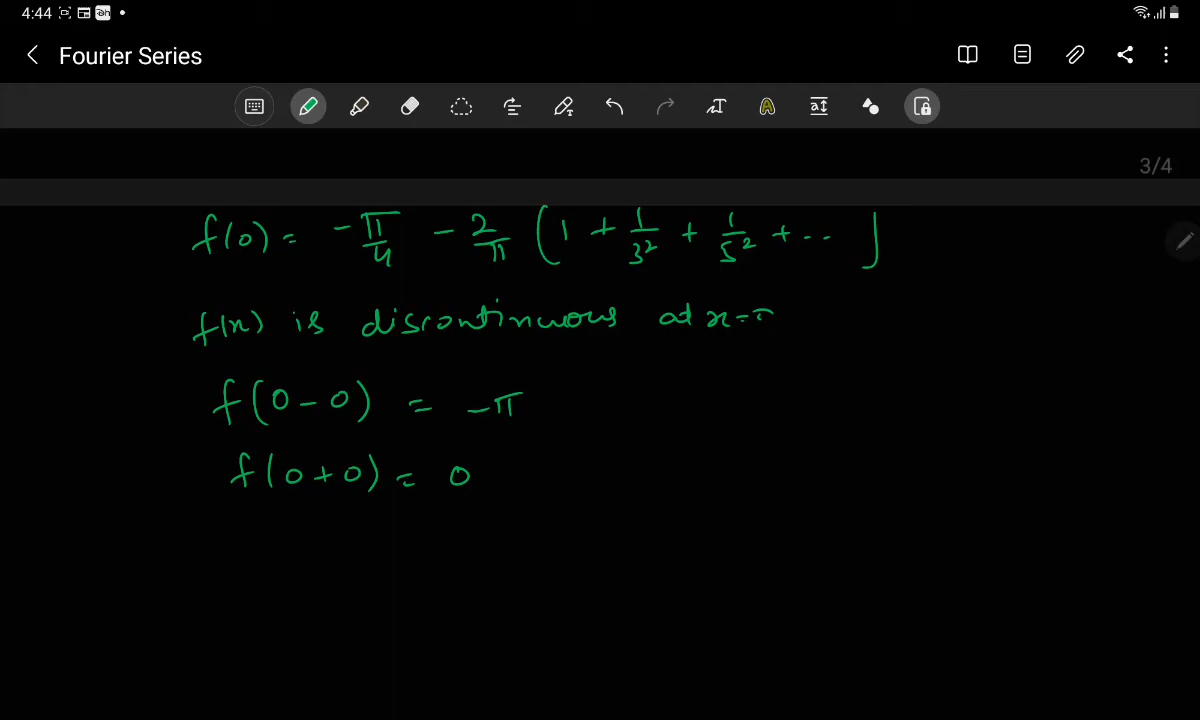 4:44
Fourier Series
3/4
f(0) = -π/4 - 2/π (1 + 1/3² + 1/5² + .. ]
f(x) is discontinuous at x=0
f(0-0) = -π
f(0+0) = 0